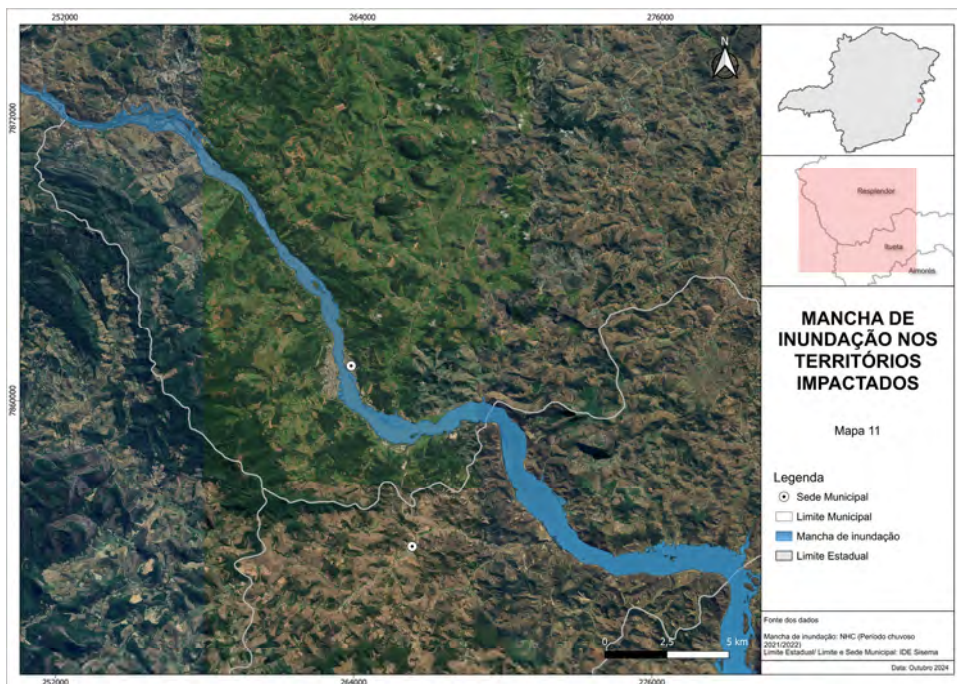 252000
264000
276000
7872000
7860000
N
0
2,5
5 km
252000
264000
276000
Resplendor
Itueta
Aimorés
MANCHA DE
INUNDAÇÃO NOS
TERRITÓRIOS
IMPACTADOS
Mapa 11
Legenda
Sede Municipal
Limite Municipal
Mancha de inundação
Limite Estadual
Fonte dos dados
Mancha de inundação: NHC (Período chuvoso
2021/2022)
Limite Estadual/ Limite e Sede Municipal: IDE Sisema
Data: Outubro 2024